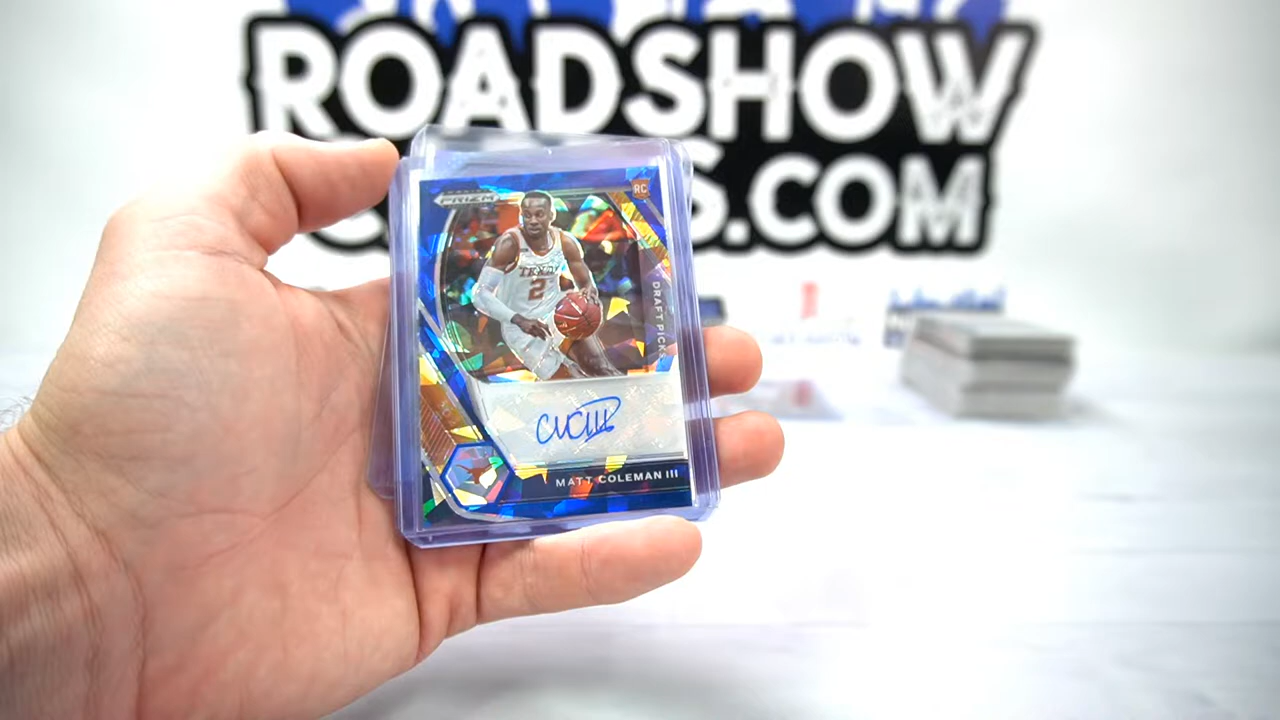 ROADSHOW
S.COM
PRIZM
RC
TEXAS
2
DRAFT PICKS
MATT COLEMAN III